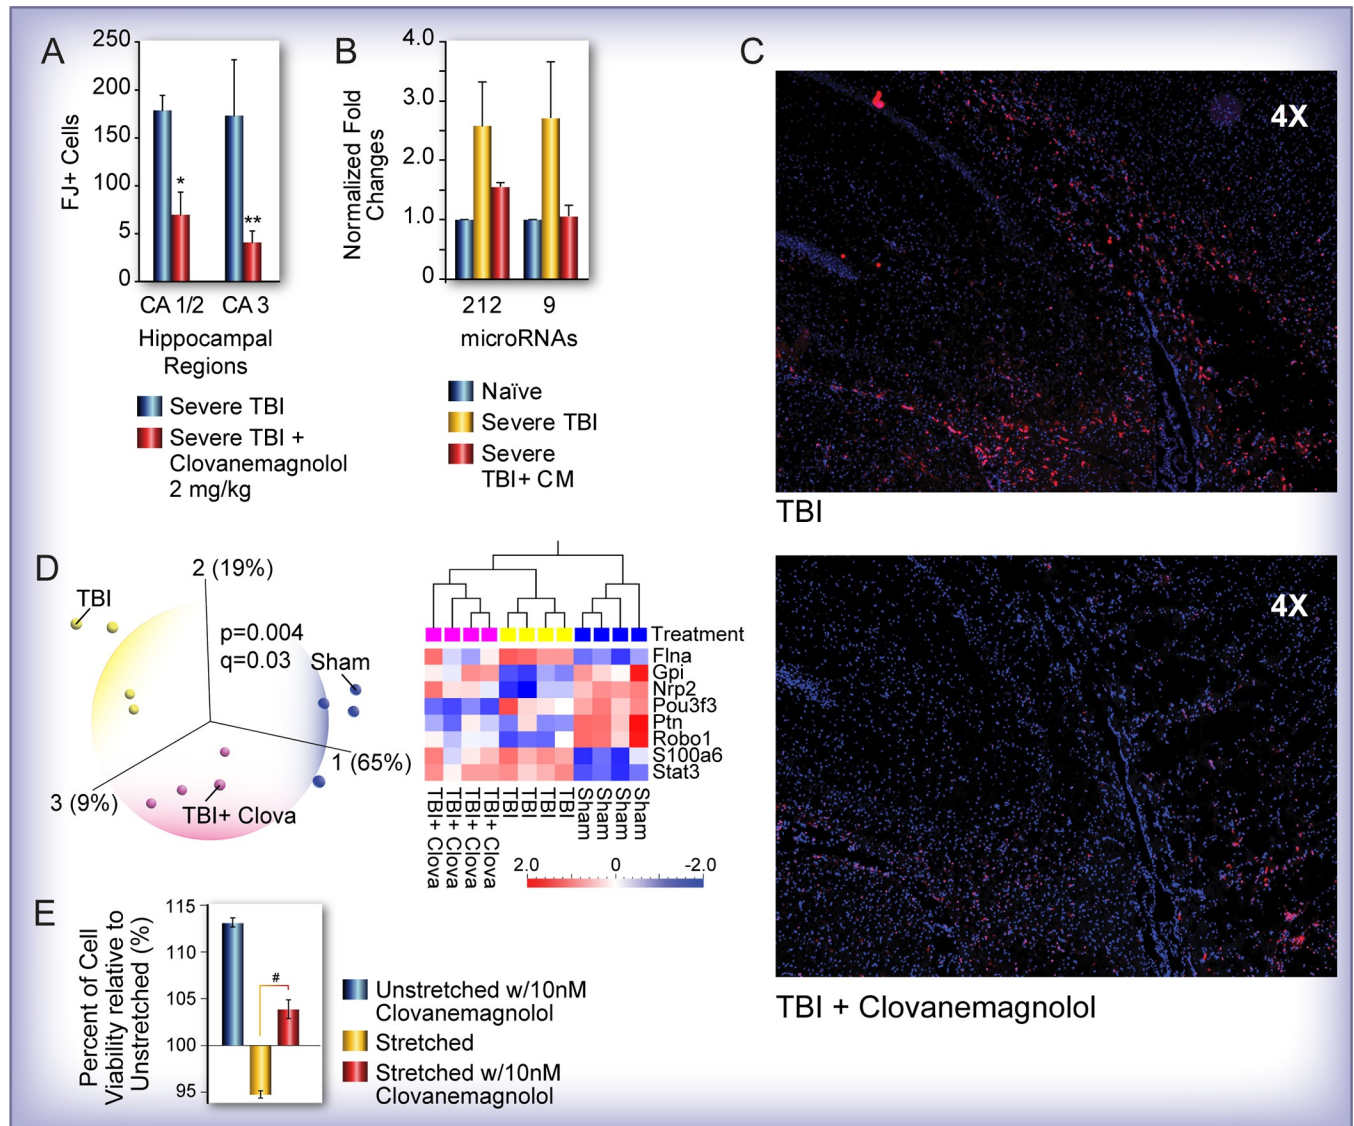 A
250
200
150
100
5
0
FJ+ Cells
*
**
CA 1/2 CA 3
Hippocampal
Regions
Severe TBI
Severe TBI +
Clovanemagnolol
2 mg/kg
B
4.0
3.0
2.0
1.0
0
Normalized Fold
Changes
212 9
microRNAs
Naïve
Severe TBI
Severe
TBI+ CM
C
4X
TBI
4X
TBI + Clovanemagnolol
D
2 (19%)
TBI
p=0.004
q=0.03
Sham
1 (65%)
3 (9%)
TBI+ Clova
Treatment
Flna
Gpi
Nrp2
Pou3f3
Ptn
Robo1
S100a6
Stat3
TBI+ Clova
TBI+ Clova
TBI+ Clova
TBI+ Clova
TBI
TBI
TBI
TBI
Sham
Sham
Sham
Sham
2.0 0 -2.0
E
115
110
105
100
95
Percent of Cell
Viability relative to
Unstretched (%)
#
Unstretched w/10nM
Clovanemagnolol
Stretched
Stretched w/10nM
Clovanemagnolol